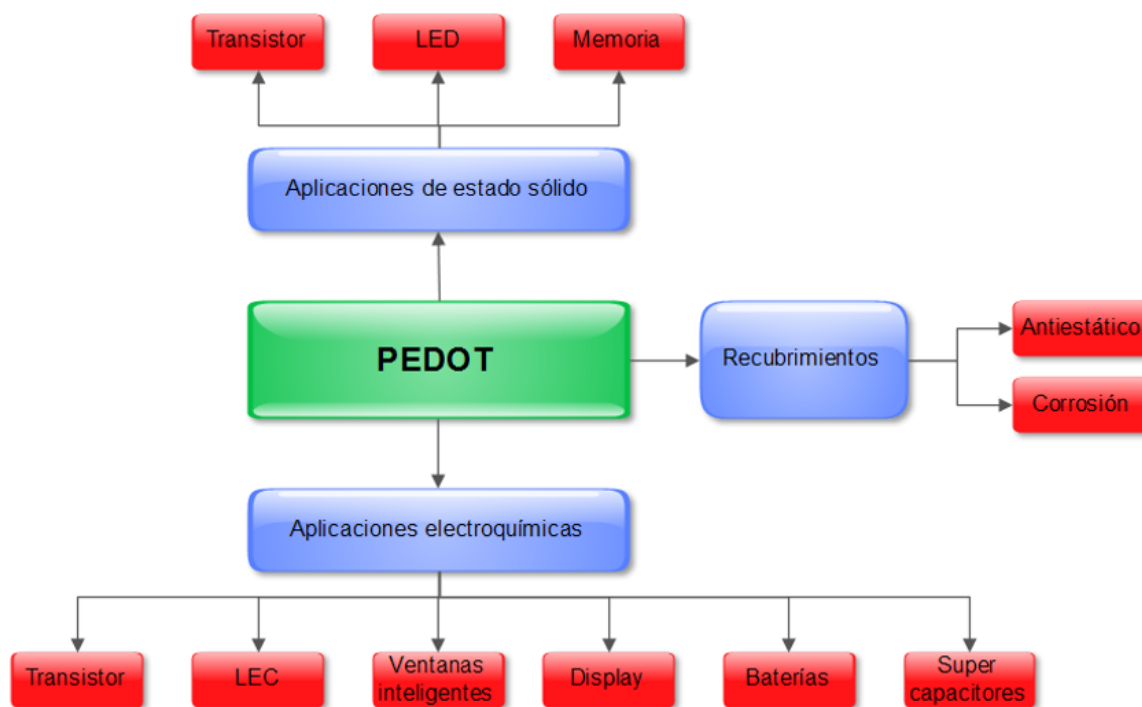 Transistor
LED
Memoria
Aplicaciones de estado sólido
PEDOT
Recubrimientos
Antiestático
Corrosión
Aplicaciones electroquímicas
Transistor
LEC
Ventanas
inteligentes
Display
Baterías
Super
capacitores